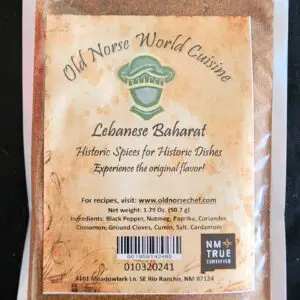 Old Norse World Cuisine
Lebanese Baharat
Historic Spices for Historic Dishes
Experience the original flavor!
For recipes, visit: www.oldnorsechef.com
Net weight: 1.79 Oz. (50.7 g)
Ingredients: Black Pepper, Nutmeg, Paprika, Coriander,
Cinnamon, Ground Cloves, Cumin, Salt, Cardamom
010320241
NM
TRUE
CERTIFIED
4101 Meadowlark Ln. SE Rio Rancho, NM 87124